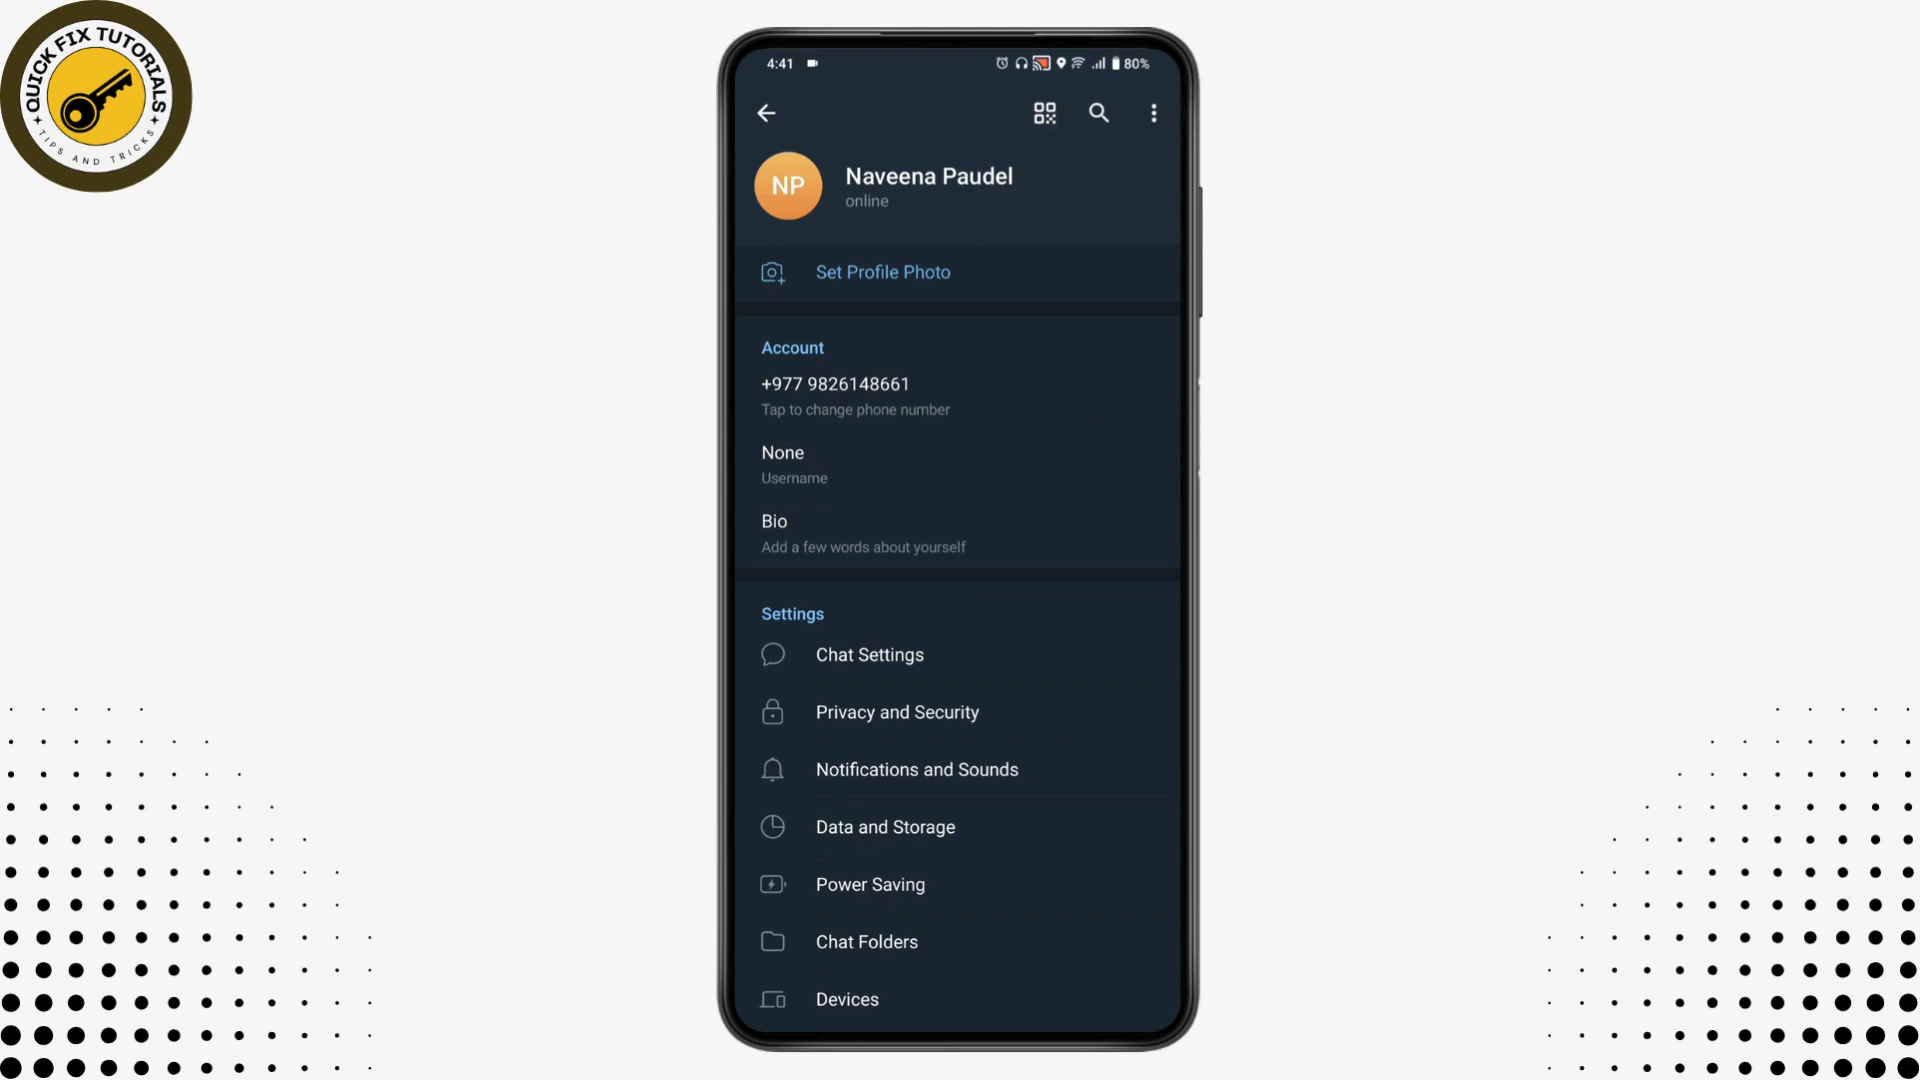 QUICK FIX TUTORIALS
TIPS AND TRICKS
4:41
80%
NP
Naveena Paudel
online
Set Profile Photo
Account
+977 9826148661
Tap to change phone number
None
Username
Bio
Add a few words about yourself
Settings
Chat Settings
Privacy and Security
Notifications and Sounds
Data and Storage
Power Saving
Chat Folders
Devices